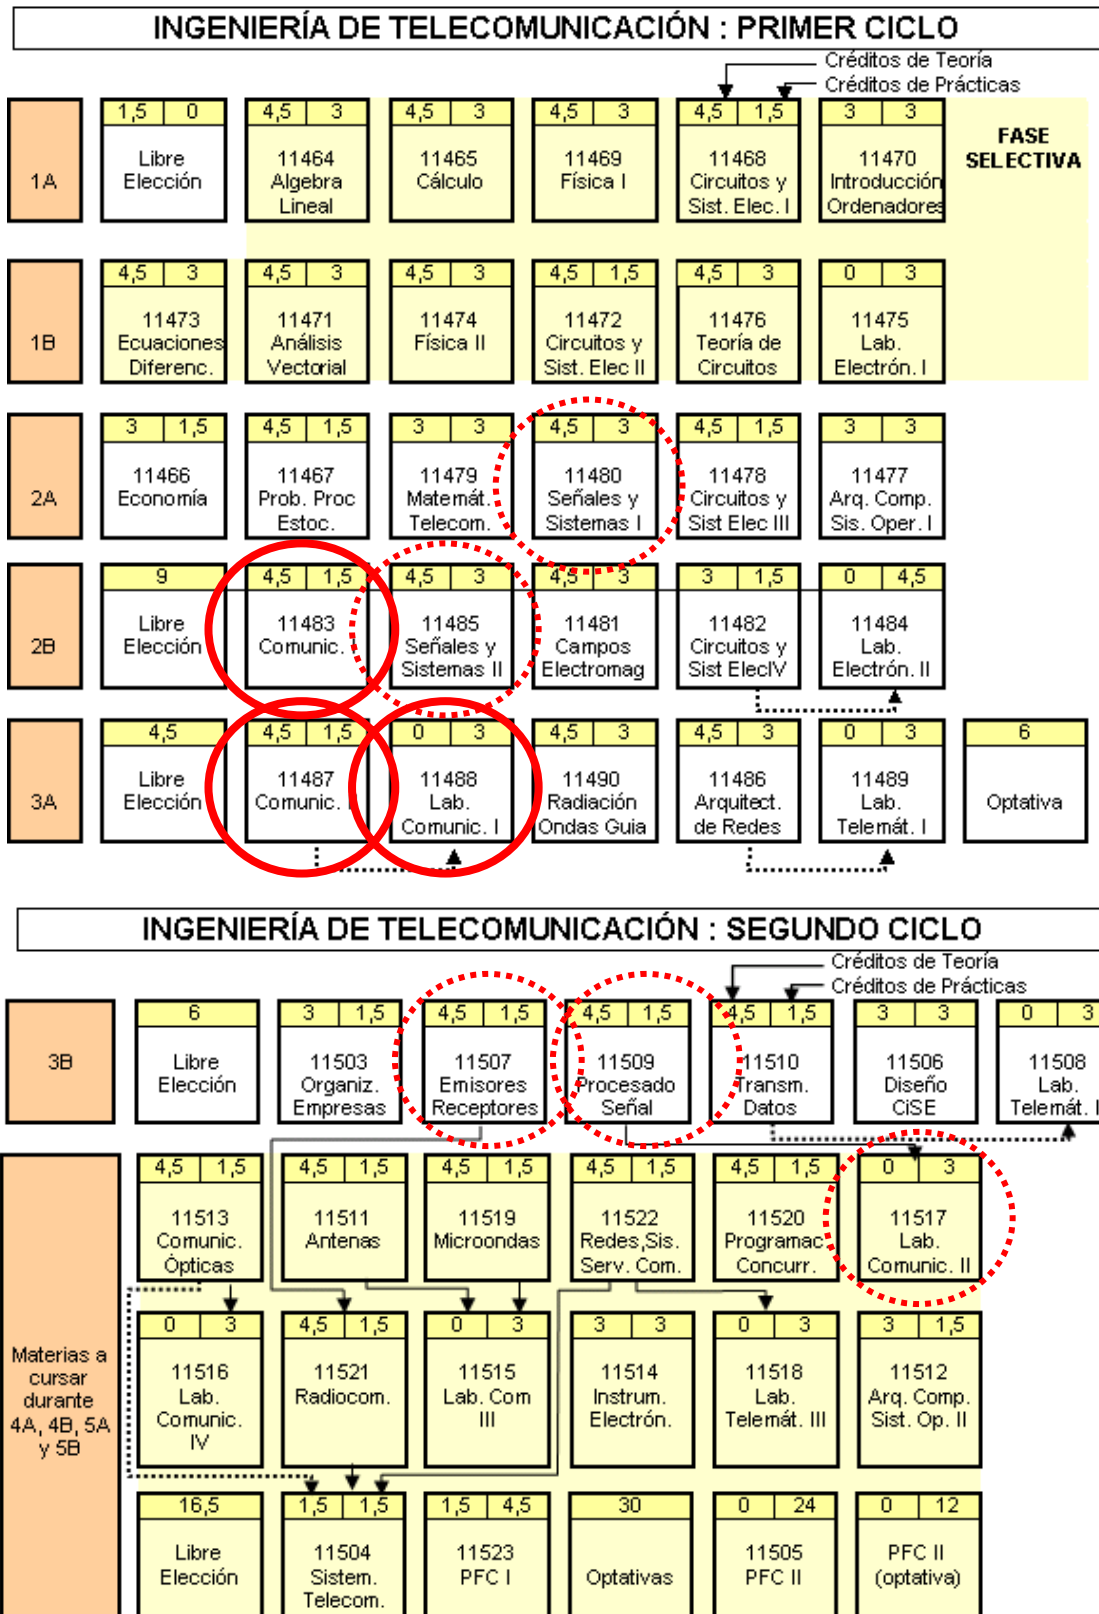 INGENIERÍA DE TELECOMUNICACIÓN : PRIMER CICLO
Créditos de Teoría
Créditos de Prácticas
1A
1,5 0
Libre
Elección
4,5 3
11464
Algebra
Lineal
4,5 3
11465
Cálculo
4,5 3
11469
Física I
4,5 1,5
11468
Circuitos y
Sist. Elec. I
3 3
11470
Introducción
Ordenadores
FASE
SELECTIVA
1B
4,5 3
11473
Ecuaciones
Diferenc.
4,5 3
11471
Análisis
Vectorial
4,5 3
11474
Física II
4,5 1,5
11472
Circuitos y
Sist. Elec II
4,5 3
11476
Teoría de
Circuitos
0 3
11475
Lab.
Electrón. I
2A
3 1,5
11466
Economía
4,5 1,5
11467
Prob. Proc
Estoc.
3 3
11479
Matemát.
Telecom.
4,5 3
11480
Señales y
Sistemas I
4,5 1,5
11478
Circuitos y
Sist Elec III
3 3
11477
Arq. Comp.
Sis. Oper. I
2B
9
Libre
Elección
4,5 1,5
11483
Comunic. I
4,5 3
11485
Señales y
Sistemas II
4,5 3
11481
Campos
Electromag
3 1,5
11482
Circuitos y
Sist ElecIV
0 4,5
11484
Lab.
Electrón. II
3A
4,5
Libre
Elección
4,5 1,5
11487
Comunic.
0 3
11488
Lab.
Comunic. I
4,5 3
11490
Radiación
Ondas Guia
4,5 3
11486
Arquitect.
de Redes
0 3
11489
Lab.
Telemát. I
6
Optativa
INGENIERÍA DE TELECOMUNICACIÓN : SEGUNDO CICLO
Créditos de Teoría
Créditos de Prácticas
3B
6
Libre
Elección
3 1,5
11503
Organiz.
Empresas
4,5 1,5
11507
Emisores
Receptores
4,5 1,5
11509
Procesado
Señal
4,5 1,5
11510
Transm.
Datos
3 3
11506
Diseño
CiSE
0 3
11508
Lab.
Telemát.
Materias a
cursar
durante
4A, 4B, 5A
y 5B
4,5 1,5
11513
Comunic.
Ópticas
4,5 1,5
11511
Antenas
4,5 1,5
11519
Microondas
4,5 1,5
11522
Redes,Sis.
Serv. Com.
4,5 1,5
11520
Programac.
Concurr.
0 3
11517
Lab.
Comunic. II
0 3
11516
Lab.
Comunic.
IV
4,5 1,5
11521
Radiocom.
0 3
11515
Lab. Com
III
3 3
11514
Instrum.
Electrón.
0 3
11518
Lab.
Telemát. III
3 1,5
11512
Arq. Comp.
Sist. Op. II
16,5
Libre
Elección
1,5 1,5
11504
Sistem.
Telecom.
1,5 4,5
11523
PFC I
30
Optativas
0 24
11505
PFC II
0 12
PFC II
(optativa)